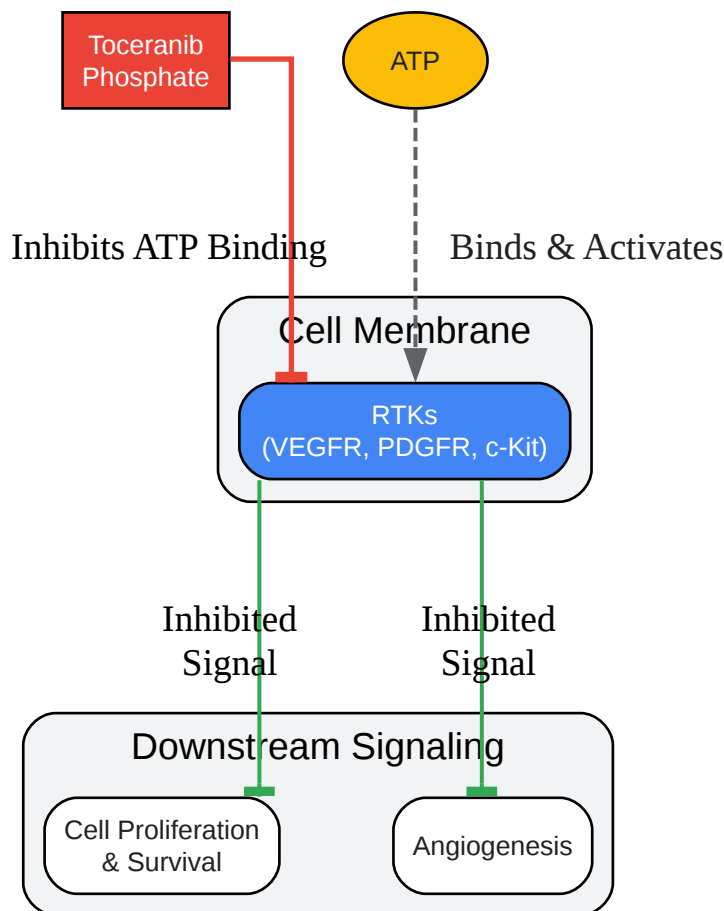 Toceranib
Phosphate
ATP
Inhibits ATP Binding
Binds & Activates
Cell Membrane
RTKs
(VEGFR, PDGFR, c-Kit)
Inhibited
Signal
Inhibited
Signal
Downstream Signaling
Cell Proliferation
& Survival
Angiogenesis